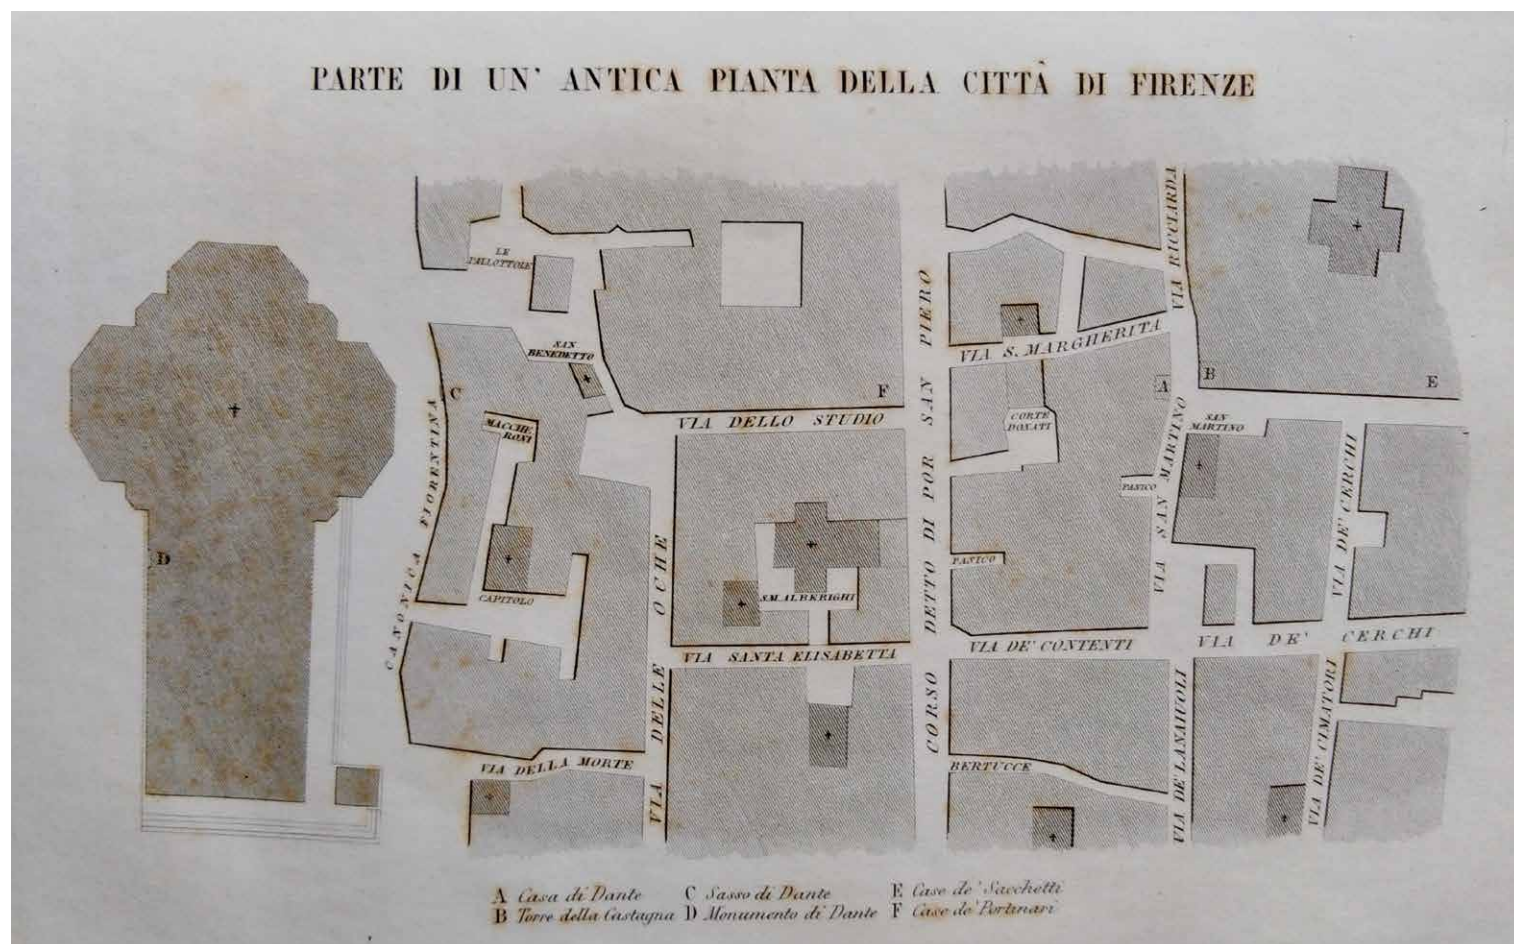 PARTE DI UN' ANTICA PIANTA DELLA CITTÀ DI FIRENZE
VIA RICCIARDA
LE
PALLOTTOLE
CORSO DETTO DI POR SAN PIERO
VIA S. MARGHERITA
SAN
BENEDETTO
C
F
A
B
E
MACCHE
RONI
VIA DELLO STUDIO
CORTE
DONATI
SAN
MARTINO
CANONICA FIORENTINA
PANICO
VIA SAN MARTINO
VIA DE' CERCHI
D
PANICO
CAPITOLO
S.M. ALBERIGHI
VIA DELLE OCHE
VIA SANTA ELISABETTA
VIA DE' CONTENTI
VIA DE' CERCHI
VIA DELLA MORTE
BERTUCCE
VIA DE' LANAIUOLI
VIA DE' CIMATORI
A Casa di Dante C Sasso di Dante E Case de' Sacchetti
B Torre della Castagna D Monumento di Dante F Case de' Portinari